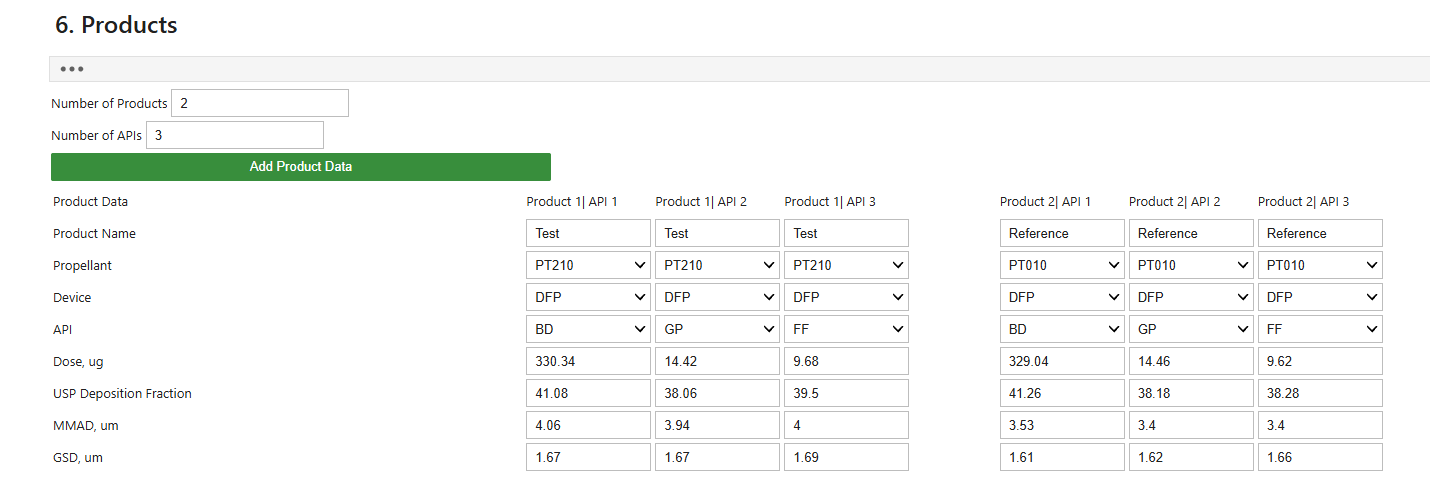 6. Products
•••
Number of Products 2
Number of APIs 3
Add Product Data
Product Data Product 1| API 1 Product 1| API 2 Product 1| API 3 Product 2| API 1 Product 2| API 2 Product 2| API 3
Product Name Test Test Test Reference Reference Reference
Propellant PT210 PT210 PT210 PT010 PT010 PT010
Device DFP DFP DFP DFP DFP DFP
API BD GP FF BD GP FF
Dose, ug 330.34 14.42 9.68 329.04 14.46 9.62
USP Deposition Fraction 41.08 38.06 39.5 41.26 38.18 38.28
MMAD, um 4.06 3.94 4 3.53 3.4 3.4
GSD, um 1.67 1.67 1.69 1.61 1.62 1.66